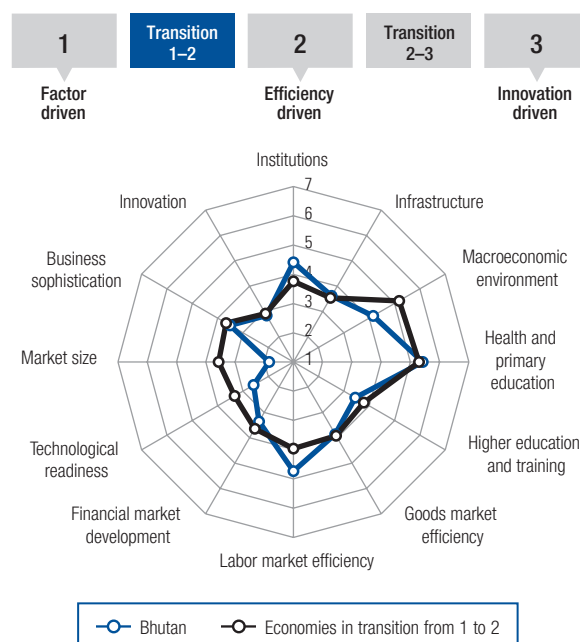 1
Transition
1–2
2
Transition
2–3
3
Factor
driven
Efficiency
driven
Innovation
driven
Institutions
Infrastructure
Macroeconomic
environment
Health and
primary
education
Higher education
and training
Goods market
efficiency
Labor market efficiency
Financial market
development
Technological
readiness
Market size
Business
sophistication
Innovation
7
6
5
4
3
2
1
Bhutan
Economies in transition from 1 to 2